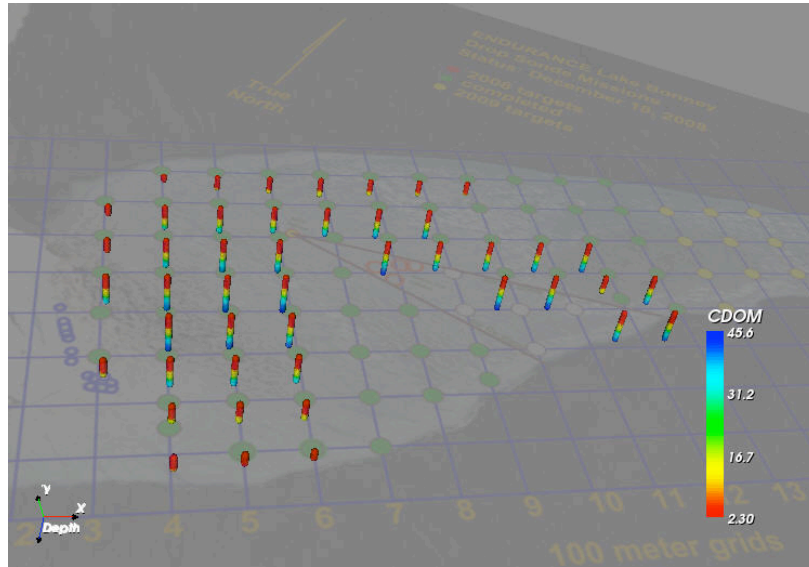 ENDURANCE Lake Bonney
Drop Sonde Missions
Status December 19, 2008
2008 targets
completed
2009 targets
True
North
CDOM
45.6
31.2
16.7
2.30
Y
X
Depth
2 3 4 5 6 7 8 9 10 11 12 13
100 meter grids